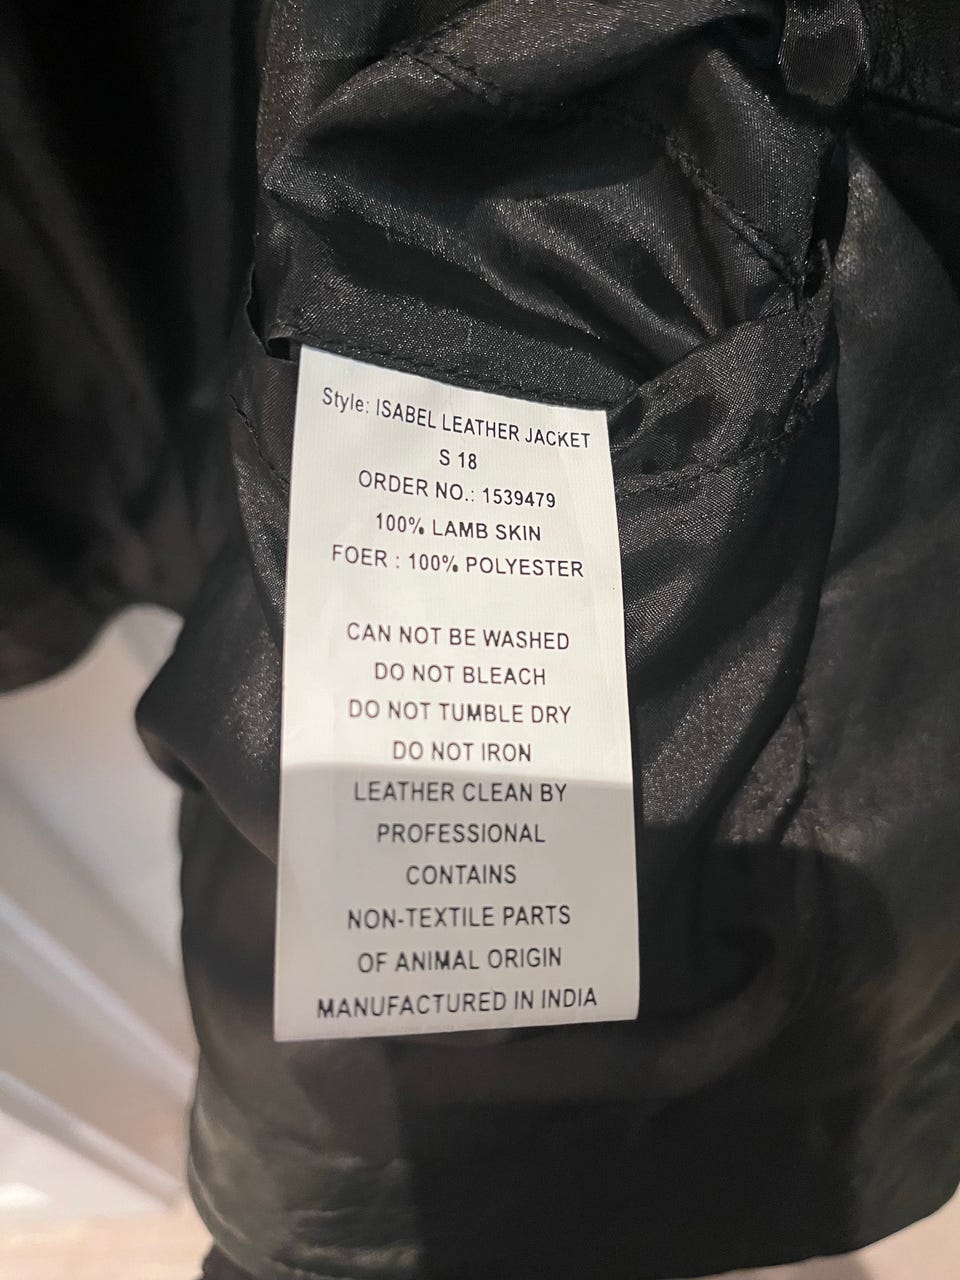 Style: ISABEL LEATHER JACKET
S 18
ORDER NO.: 1539479
100% LAMB SKIN
FOER : 100% POLYESTER
CAN NOT BE WASHED
DO NOT BLEACH
DO NOT TUMBLE DRY
DO NOT IRON
LEATHER CLEAN BY
PROFESSIONAL
CONTAINS
NON-TEXTILE PARTS
OF ANIMAL ORIGIN
MANUFACTURED IN INDIA